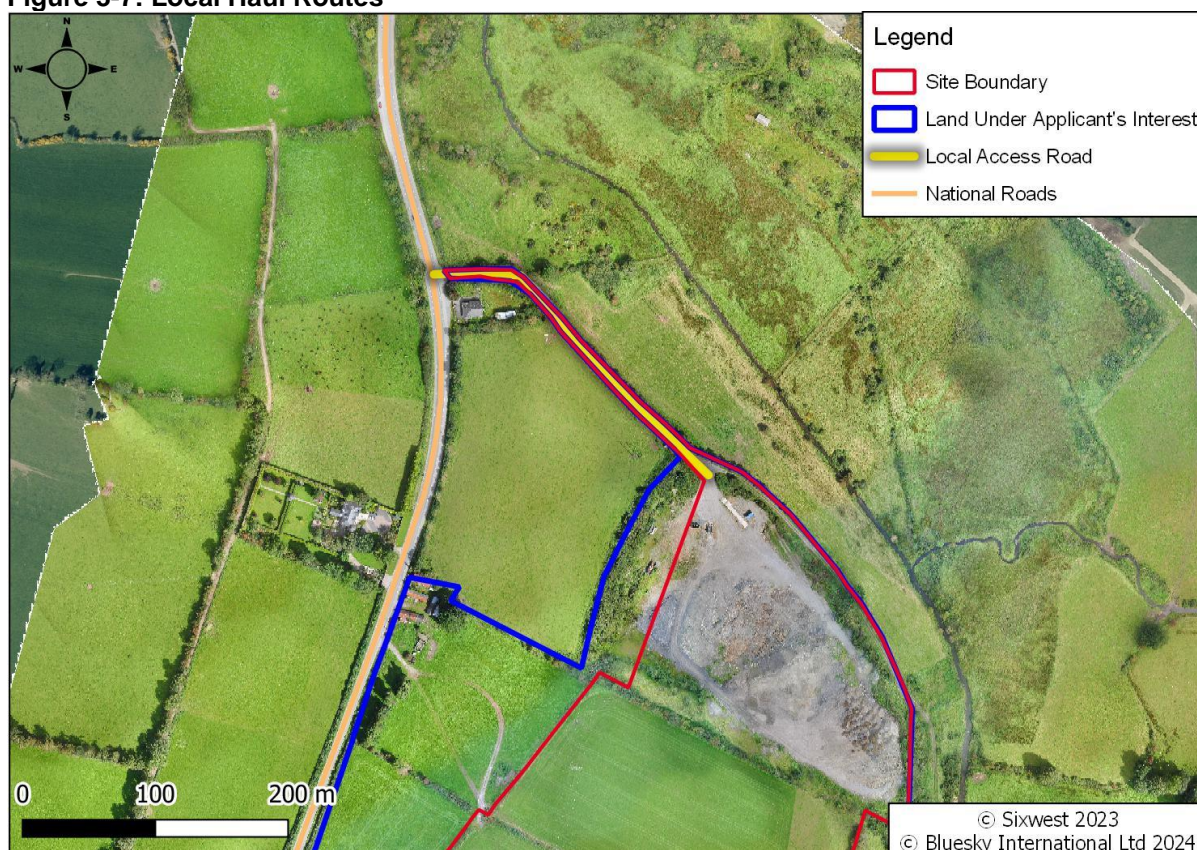 Figure 3-7: Local Haul Routes
N
W
E
S
Legend
Site Boundary
Land Under Applicant's Interest
Local Access Road
National Roads
0 100 200 m
© Sixwest 2023
© Bluesky International Ltd 2024